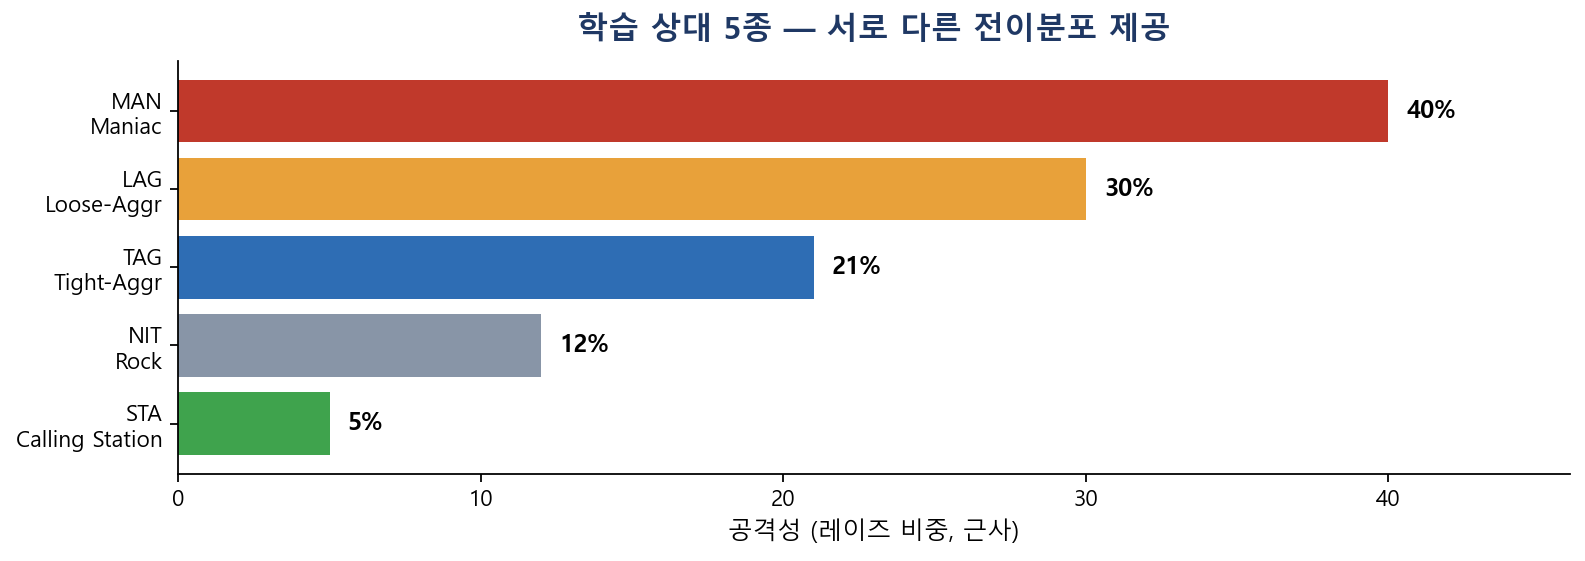 학습 상대 5종 — 서로 다른 전이분포 제공
MAN
Maniac
40%
LAG
Loose-Aggr
30%
TAG
Tight-Aggr
21%
NIT
Rock
12%
STA
Calling Station
5%
0 10 20 30 40
공격성 (레이즈 비중, 근사)